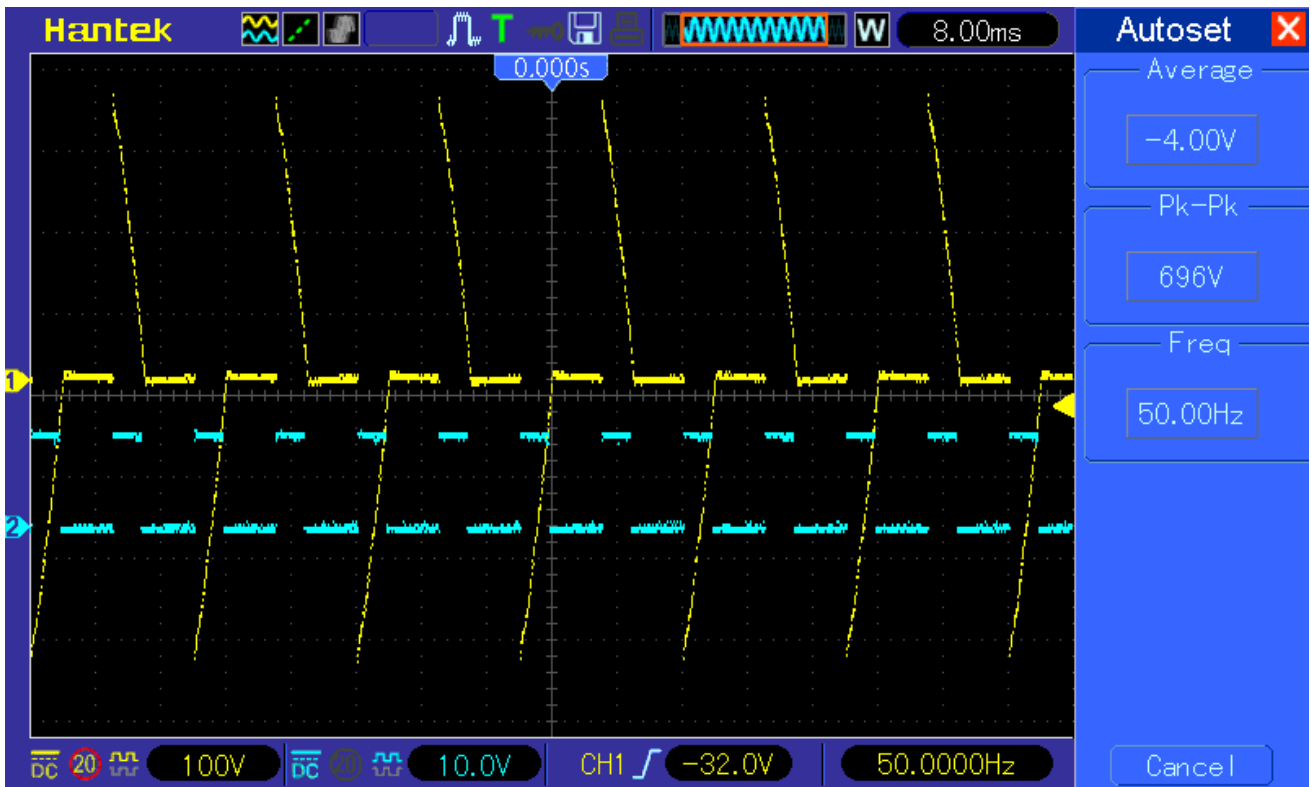 Hantek T W 8.00ms Autoset X
0.000s
Average
-4.00V
Pk-Pk
696V
Freq
50.00Hz
1
2
DC 20 100V DC 20 10.0V CH1 -32.0V 50.0000Hz Cancel